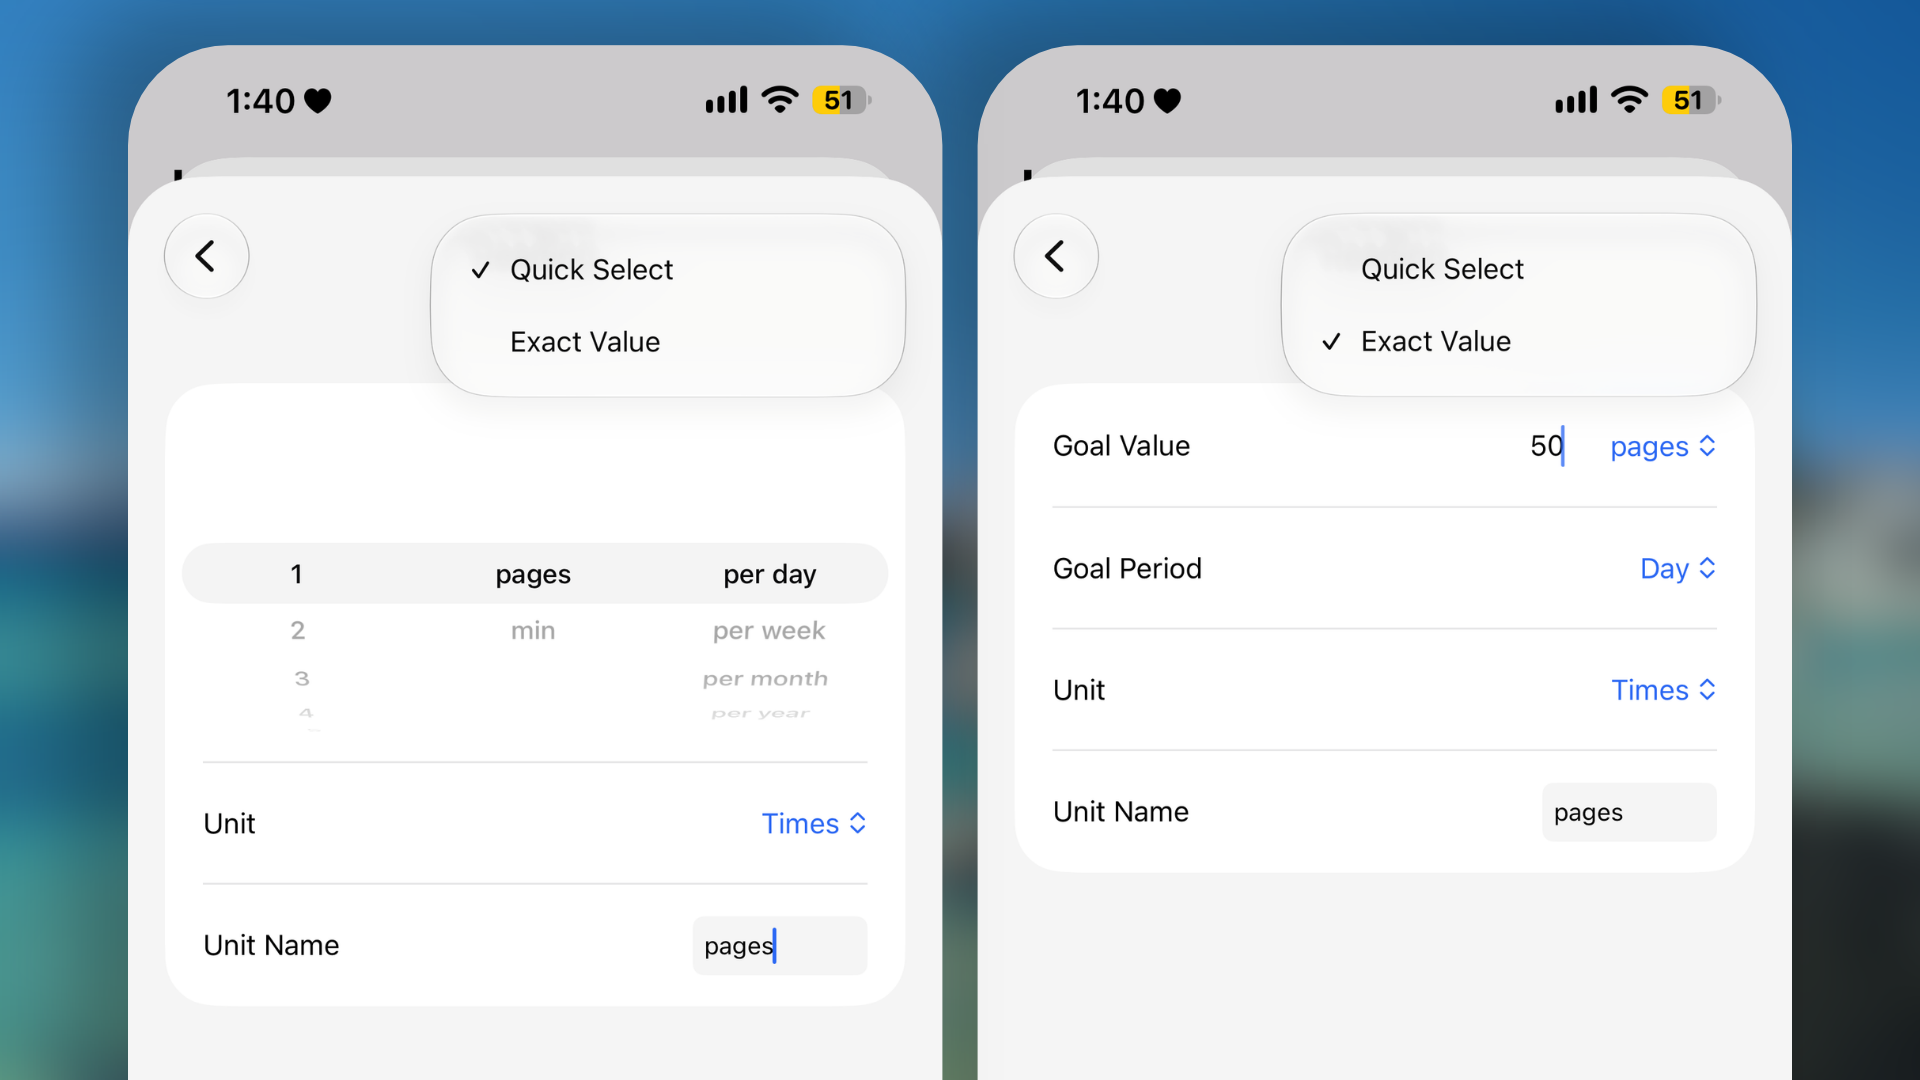 1:40
51
Quick Select
Exact Value
1 pages per day
2 min per week
3 per month
4 per year
Unit Times
Unit Name pages
1:40
51
Quick Select
Exact Value
Goal Value 50 pages
Goal Period Day
Unit Times
Unit Name pages